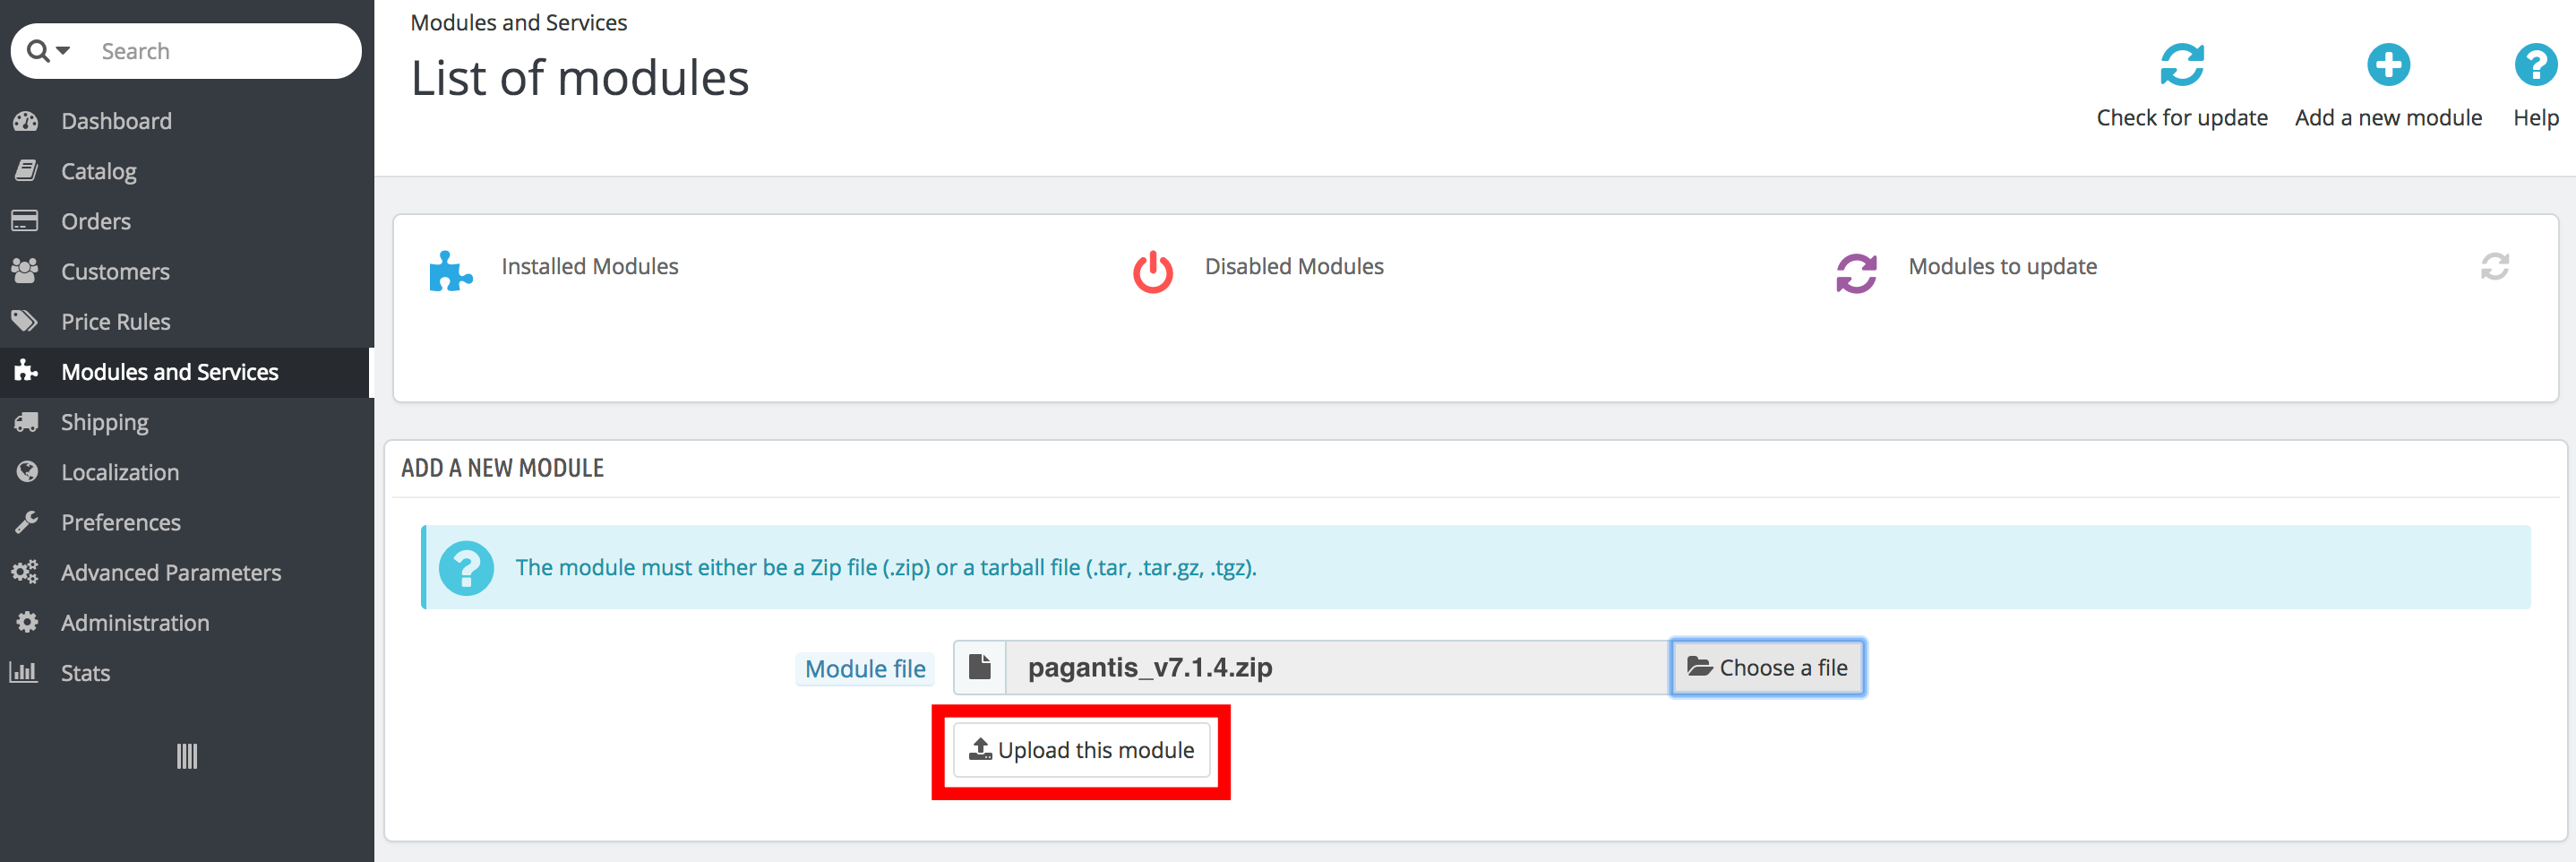 Search
Dashboard
Catalog
Orders
Customers
Price Rules
Modules and Services
Shipping
Localization
Preferences
Advanced Parameters
Administration
Stats
Modules and Services
List of modules
Check for update
Add a new module
Help
Installed Modules
Disabled Modules
Modules to update
ADD A NEW MODULE
The module must either be a Zip file (.zip) or a tarball file (.tar, .tar.gz, .tgz).
Module file
pagantis_v7.1.4.zip
Choose a file
Upload this module